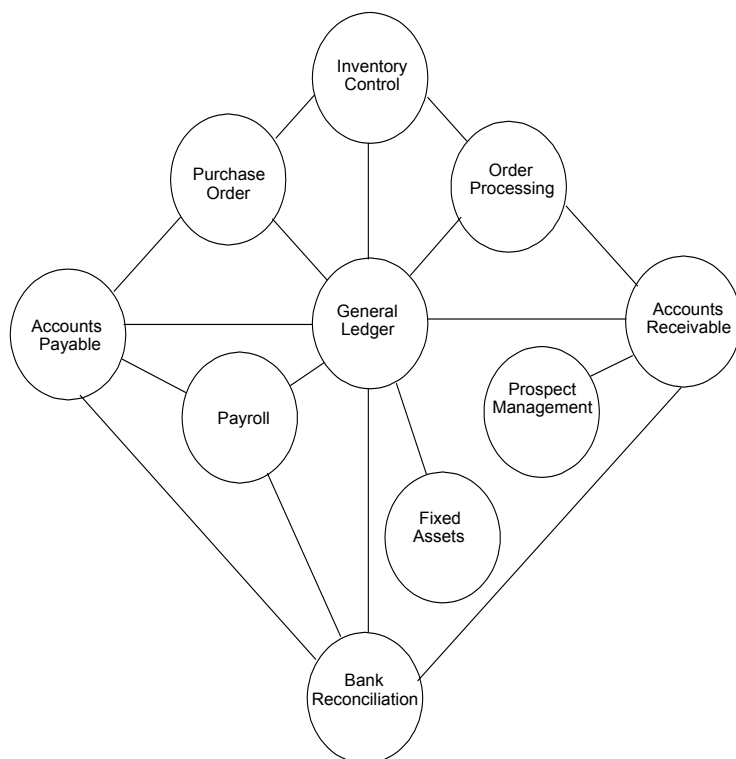 Inventory
Control
Purchase
Order
Order
Processing
Accounts
Payable
General
Ledger
Accounts
Receivable
Payroll
Prospect
Management
Fixed
Assets
Bank
Reconciliation